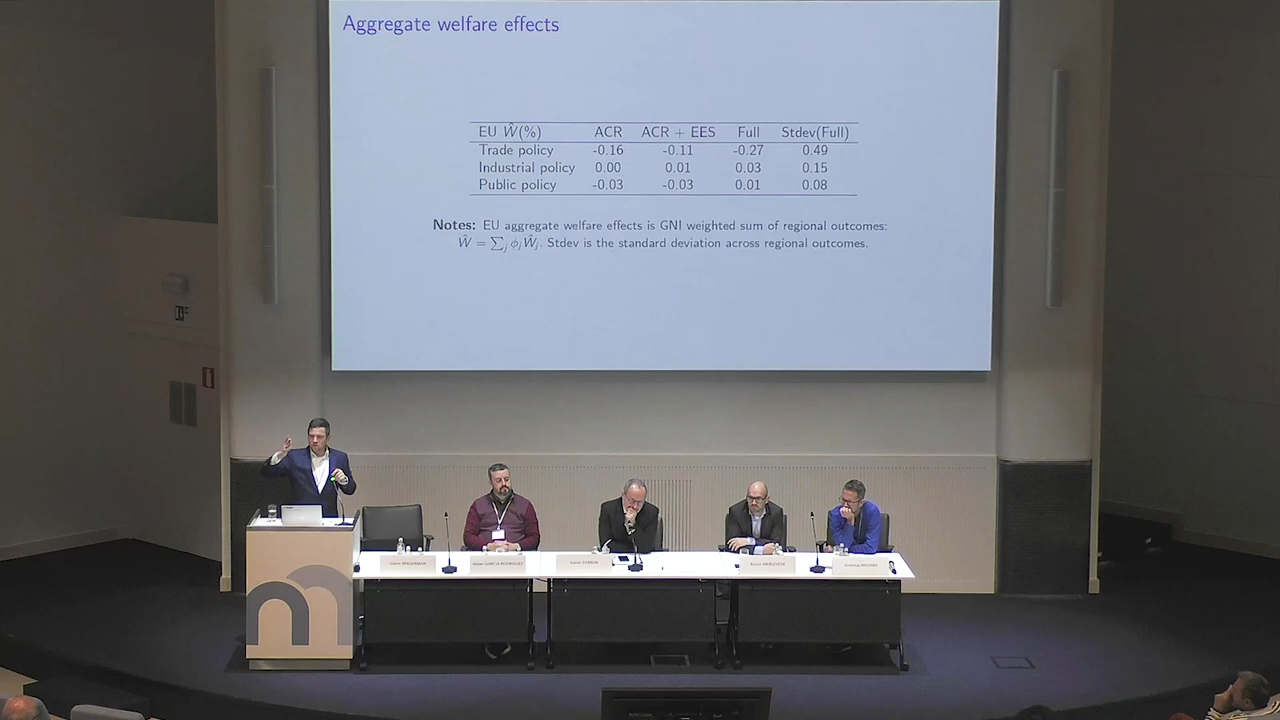 Aggregate welfare effects
EU Ŵ(%) ACR ACR + EES Full Stdev(Full)
Trade policy -0.16 -0.11 -0.27 0.49
Industrial policy 0.00 0.01 0.03 0.15
Public policy -0.03 -0.03 0.01 0.08
Notes: EU aggregate welfare effects is GNI weighted sum of regional outcomes:
Ŵ = ∑ⱼ ϕⱼŴⱼ. Stdev is the standard deviation across regional outcomes.